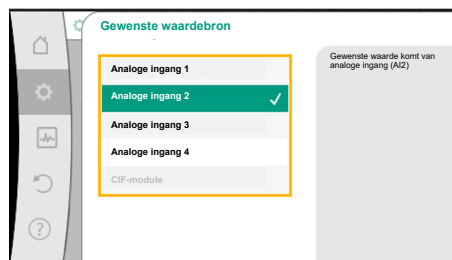 Gewenste waardebron
Analoge ingang 1
Analoge ingang 2
Analoge ingang 3
Analoge ingang 4
CIF-module
Gewenste waarde komt van
analoge ingang (AI2)
?